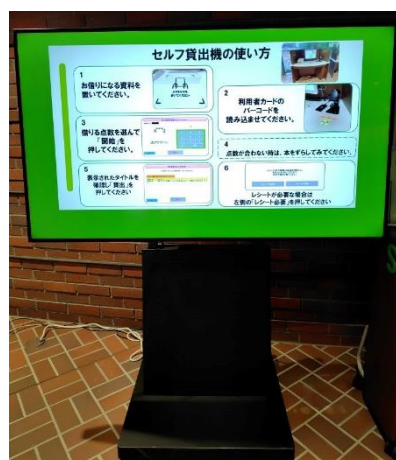 セルフ貸出機の使い方
1
お借りになる資料を
置いてください。
2
利用者カードの
バーコードを
読み込ませてください。
3
借りる点数を選んで
「開始」を
押してください。
4
点数が合わない時は、本をずらしてみてください。
5
表示されたタイトルを
確認し「貸出」を
押してください
6
レシートが必要な場合は
左側の「レシート必要」を押してください